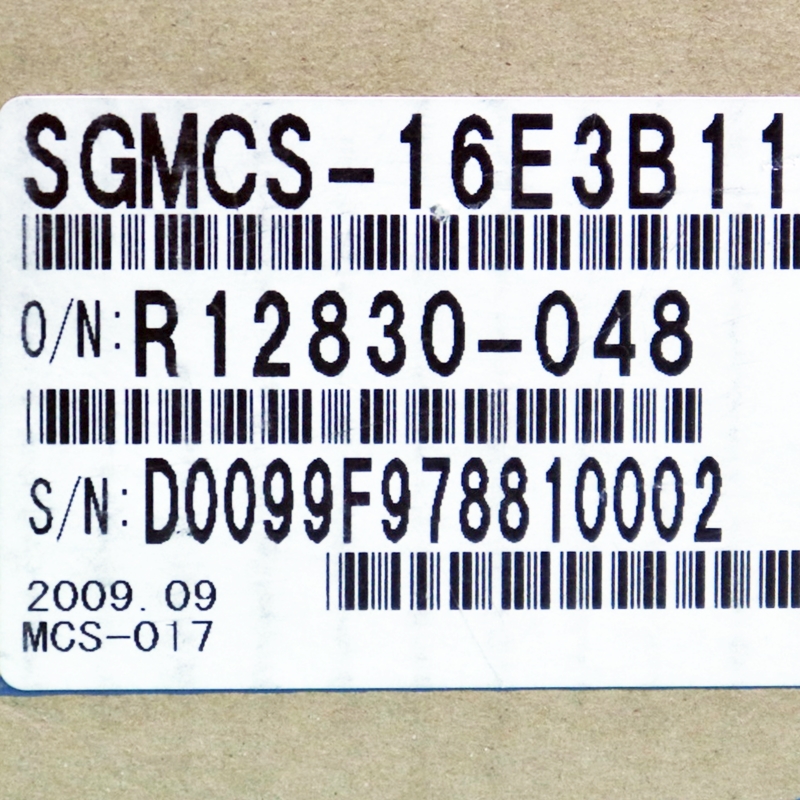 SGMCS-16E3B11
O/N:R12830-048
S/N:D0099F978810002
2009.09
MCS-017